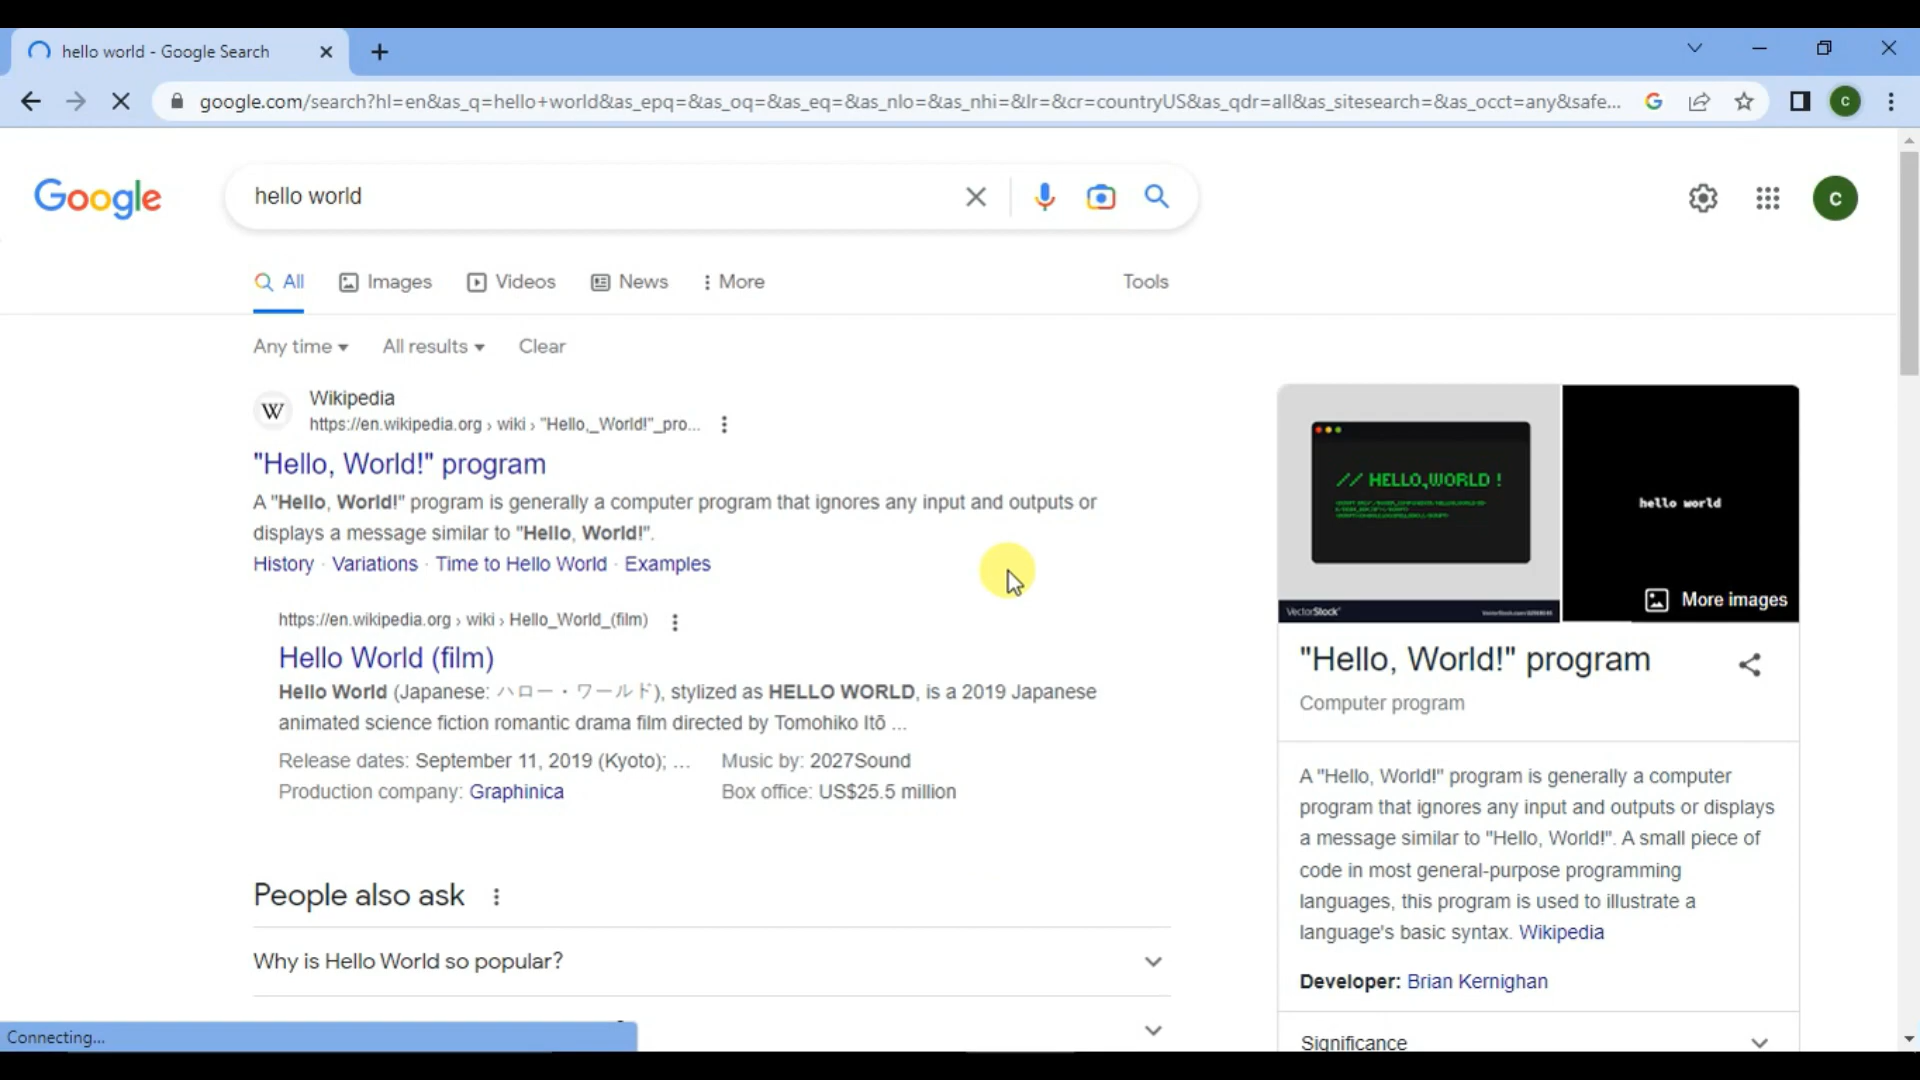 hello world - Google Search
google.com/search?hl=en&as_q=hello+world&as_epq=&as_oq=&as_eq=&as_nlo=&as_nhi=&lr=&cr=countryUS&as_qdr=all&as_sitesearch=&as_occt=any&safe...
C
Google
hello world
C
All
Images
Videos
News
More
Tools
Any time
All results
Clear
W
Wikipedia
https://en.wikipedia.org › wiki › "Hello,_World!"_pro...
"Hello, World!" program
A "Hello, World!" program is generally a computer program that ignores any input and outputs or
displays a message similar to "Hello, World!".
History · Variations · Time to Hello World · Examples
https://en.wikipedia.org › wiki › Hello_World_(film)
Hello World (film)
Hello World (Japanese: ハロー・ワールド), stylized as HELLO WORLD, is a 2019 Japanese
animated science fiction romantic drama film directed by Tomohiko Itō ...
Release dates: September 11, 2019 (Kyoto); ...
Music by: 2027Sound
Production company: Graphinica
Box office: US$25.5 million
People also ask
Why is Hello World so popular?
Connecting...
// HELLO,WORLD !
VectorStock
hello world
More images
"Hello, World!" program
Computer program
A "Hello, World!" program is generally a computer
program that ignores any input and outputs or displays
a message similar to "Hello, World!". A small piece of
code in most general-purpose programming
languages, this program is used to illustrate a
language's basic syntax. Wikipedia
Developer: Brian Kernighan
Significance